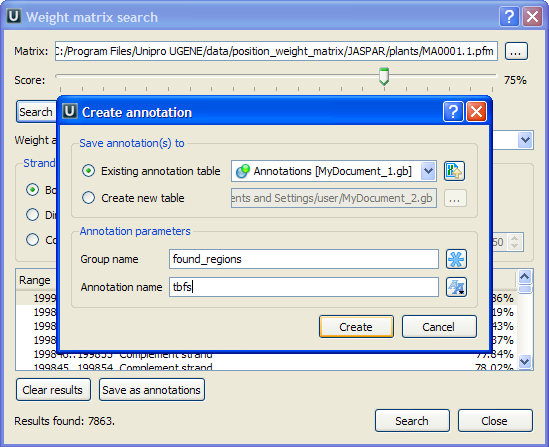 Weight matrix search
Matrix: C:/Program Files/Unipro UGENE/data/position_weight_matrix/JASPAR/plants/MA0001.1.pfm ...
Score: 75%
Search
Weight a
Create annotation
Save annotation(s) to
Existing annotation table Annotations [MyDocument_1.gb]
Create new table ents and Settings/user/MyDocument_2.gb ...
Annotation parameters
Group name found_regions
Annotation name tbfs
Create Cancel
Strand
Bo
Di
Co 50
Range
1999 86%
1998 19%
1998 43%
1998 37%
199846..199855 Complement strand 77.84%
199845..199854 Complement strand 78.02%
Clear results Save as annotations
Results found: 7863. Search Close